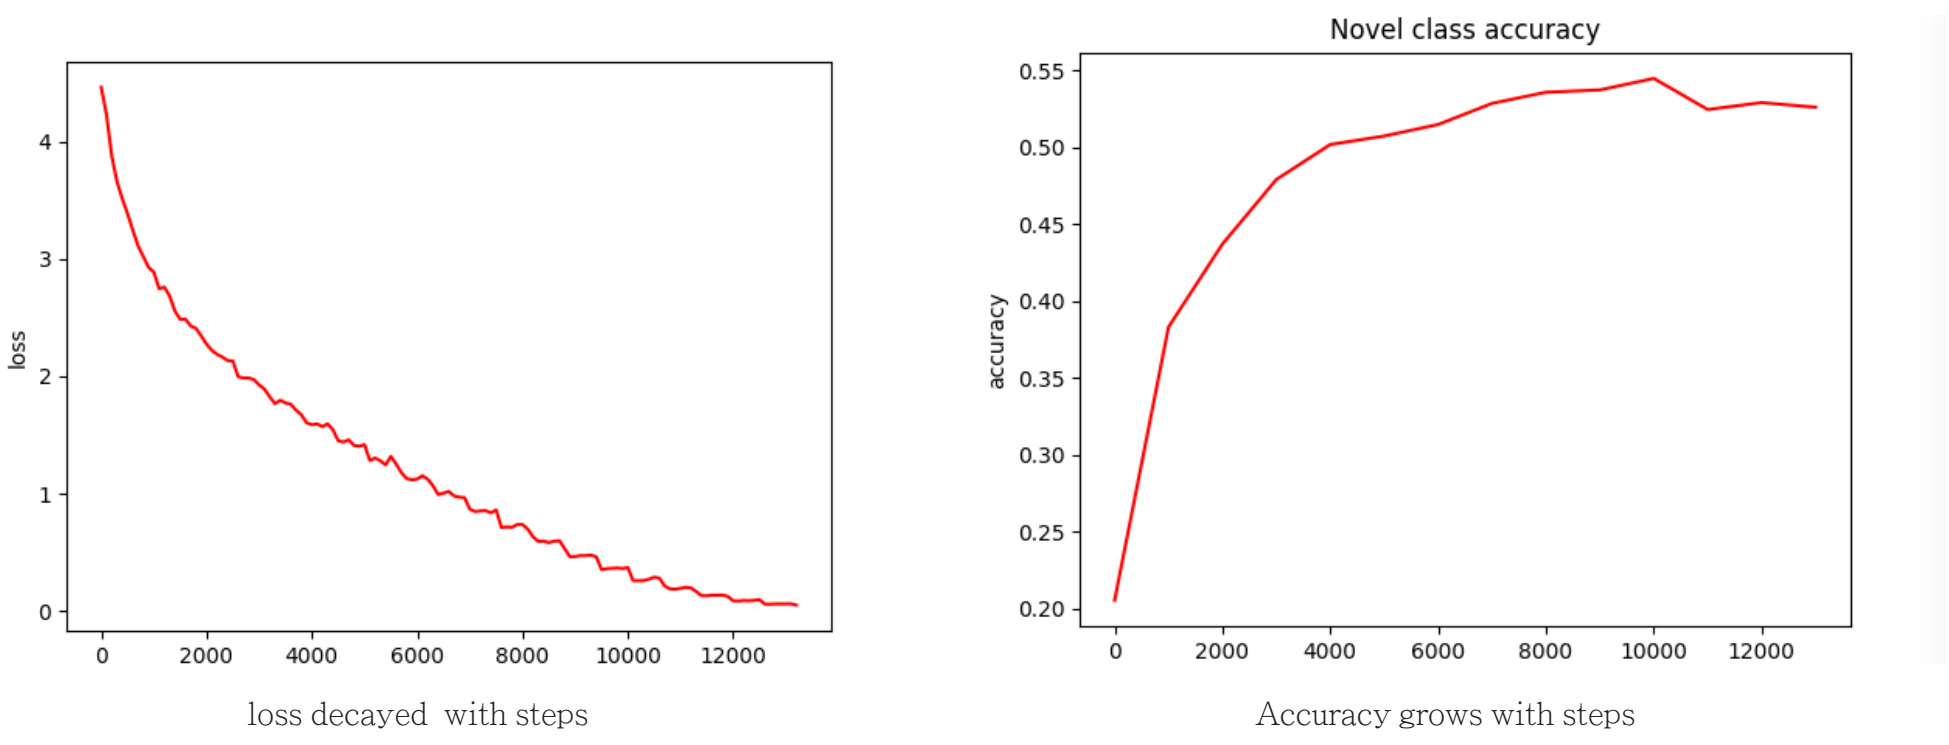 4
3
2
1
0
loss
0 2000 4000 6000 8000 10000 12000
loss decayed with steps
Novel class accuracy
0.55
0.50
0.45
0.40
0.35
0.30
0.25
0.20
accuracy
0 2000 4000 6000 8000 10000 12000
Accuracy grows with steps